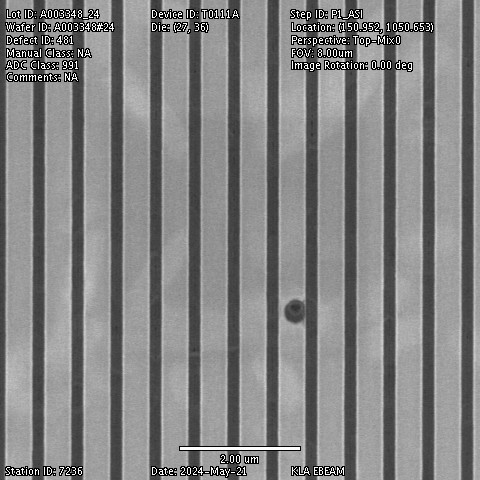 Lot ID: A003348_24
Wafer ID: A003348#24
Defect ID: 481
Manual Class: NA
ADC Class: 991
Comments: NA
Device ID: T0111A
Die: (27, 36)
Step ID: P1_ASI
Location: (150.952, 1050.653)
Perspective: Top-Mix0
FOV: 8.00um
Image Rotation: 0.00 deg
2.00 um
Station ID: 7236
Date: 2024-May-21
KLA EBEAM